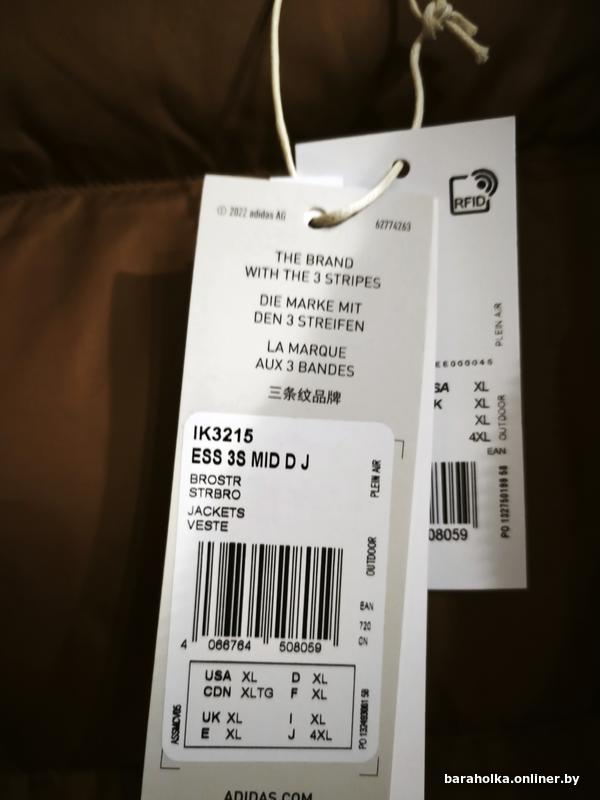 © 2022 adidas AG
62774263
THE BRAND
WITH THE 3 STRIPES
DIE MARKE MIT
DEN 3 STREIFEN
LA MARQUE
AUX 3 BANDES
三条纹品牌
IK3215
ESS 3S MID D J
BROSTR
STRBRO
JACKETS
VESTE
PLEIN AIR
OUTDOOR
EAN
720
CN
4 066764 508059
USA XL D XL
CDN XLTG F XL
UK XL I XL
E XL J 4XL
ADIDAS.COM
RFID
PLEIN AIR
OUTDOOR
SA XL
K XL
XL
4XL
EAN
08059
baraholka.onliner.by